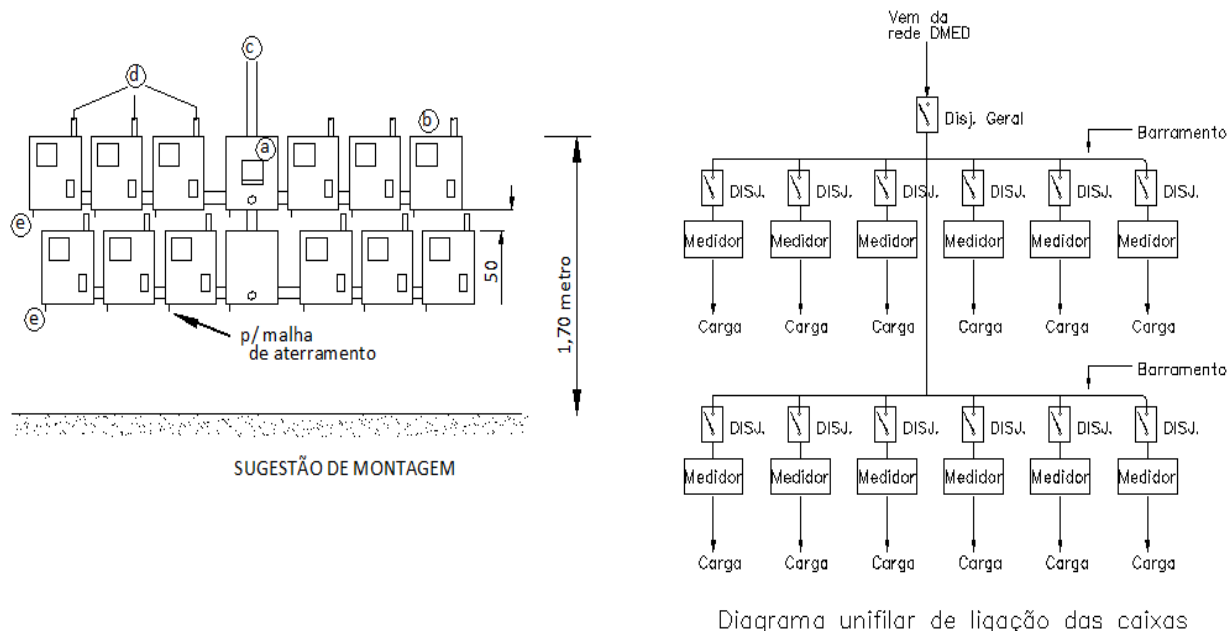 c
d
b
a
e
e
50
1,70 metro
p/ malha
de aterramento
SUGESTÃO DE MONTAGEM
Vem da
rede DMED
Disj. Geral
Barramento
DISJ. DISJ. DISJ. DISJ. DISJ. DISJ.
Medidor Medidor Medidor Medidor Medidor Medidor
Carga Carga Carga Carga Carga Carga
Barramento
DISJ. DISJ. DISJ. DISJ. DISJ. DISJ.
Medidor Medidor Medidor Medidor Medidor Medidor
Carga Carga Carga Carga Carga Carga
Diagrama unifilar de ligação das caixas